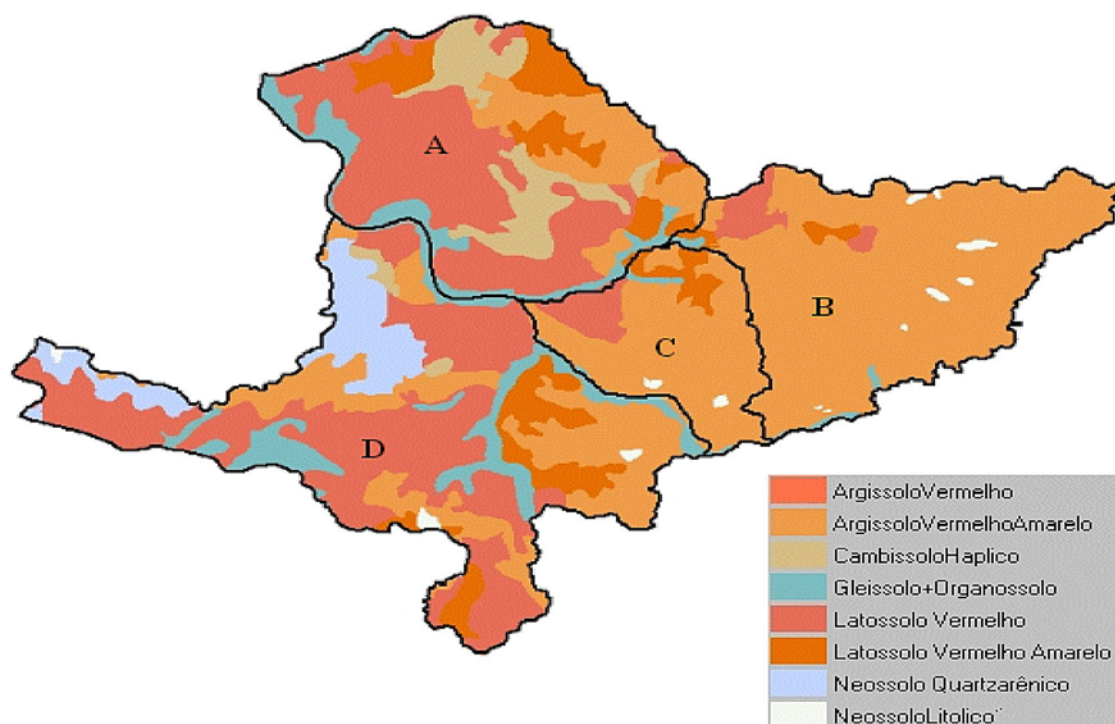 A
B
C
D
ArgissoloVermelho
ArgissoloVermelhoAmarelo
CambissoloHaplico
Gleissolo+Organossolo
Latossolo Vermelho
Latossolo Vermelho Amarelo
Neossolo Quartzarênico
NeossoloLitolico¨